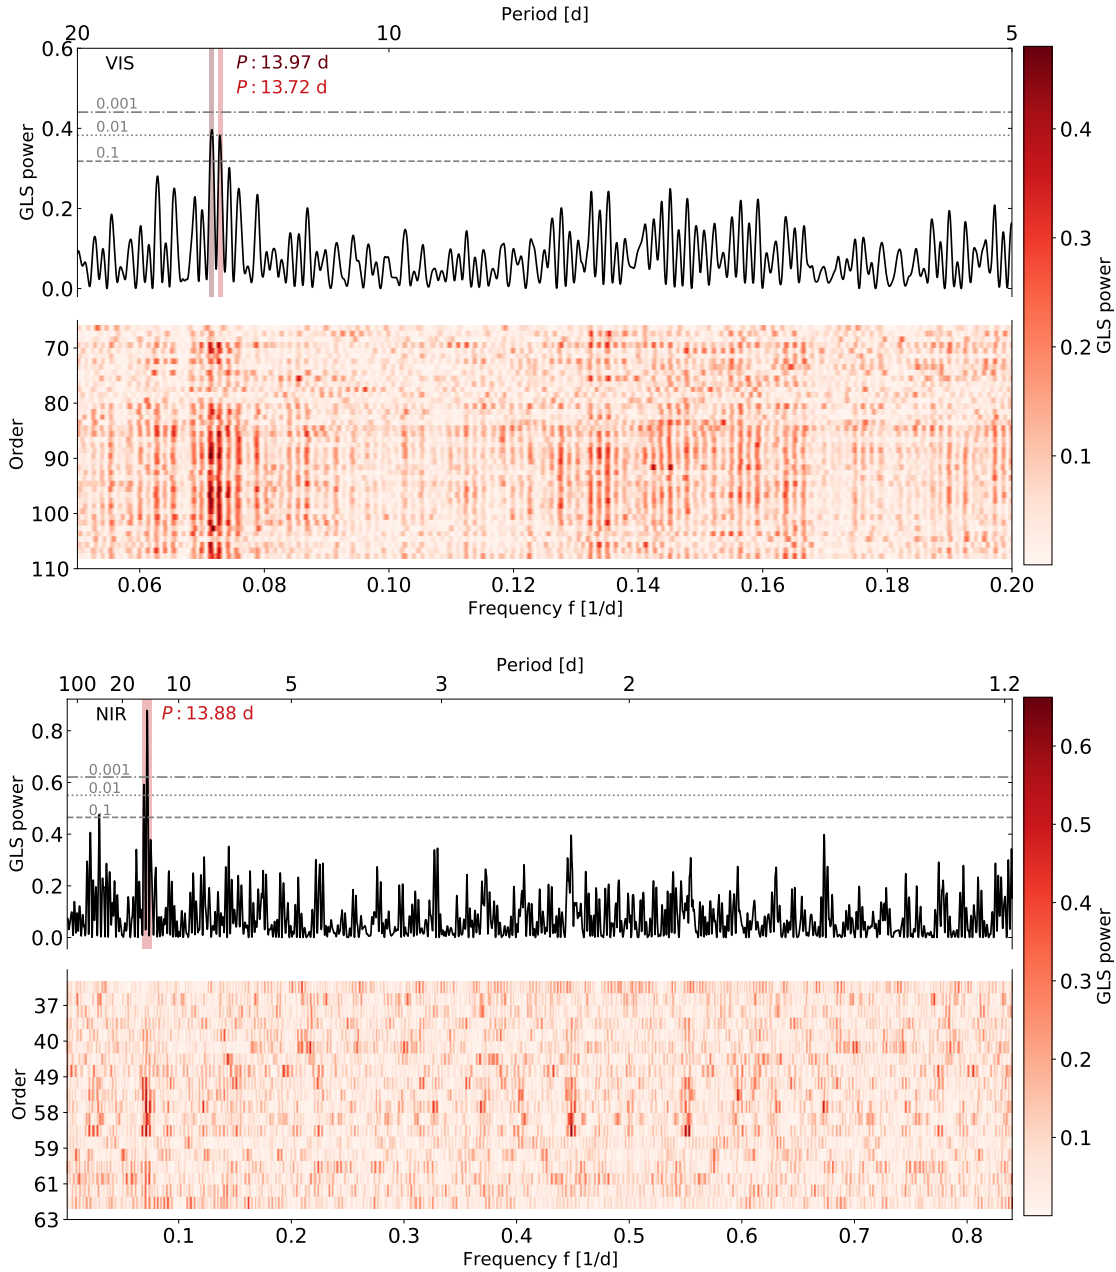 Period [d]
20 10 5
VIS
P: 13.97 d
P: 13.72 d
0.001
0.01
0.1
0.6
0.4
0.2
0.0
GLS power
0.4
0.3
0.2
0.1
GLS power
70
80
90
100
110
Order
0.06 0.08 0.10 0.12 0.14 0.16 0.18 0.20
Frequency f [1/d]
Period [d]
100 20 10 5 3 2 1.2
NIR
P: 13.88 d
0.001
0.01
0.1
0.8
0.6
0.4
0.2
0.0
GLS power
0.6
0.5
0.4
0.3
0.2
0.1
GLS power
37
40
49
58
59
61
63
Order
0.1 0.2 0.3 0.4 0.5 0.6 0.7 0.8
Frequency f [1/d]